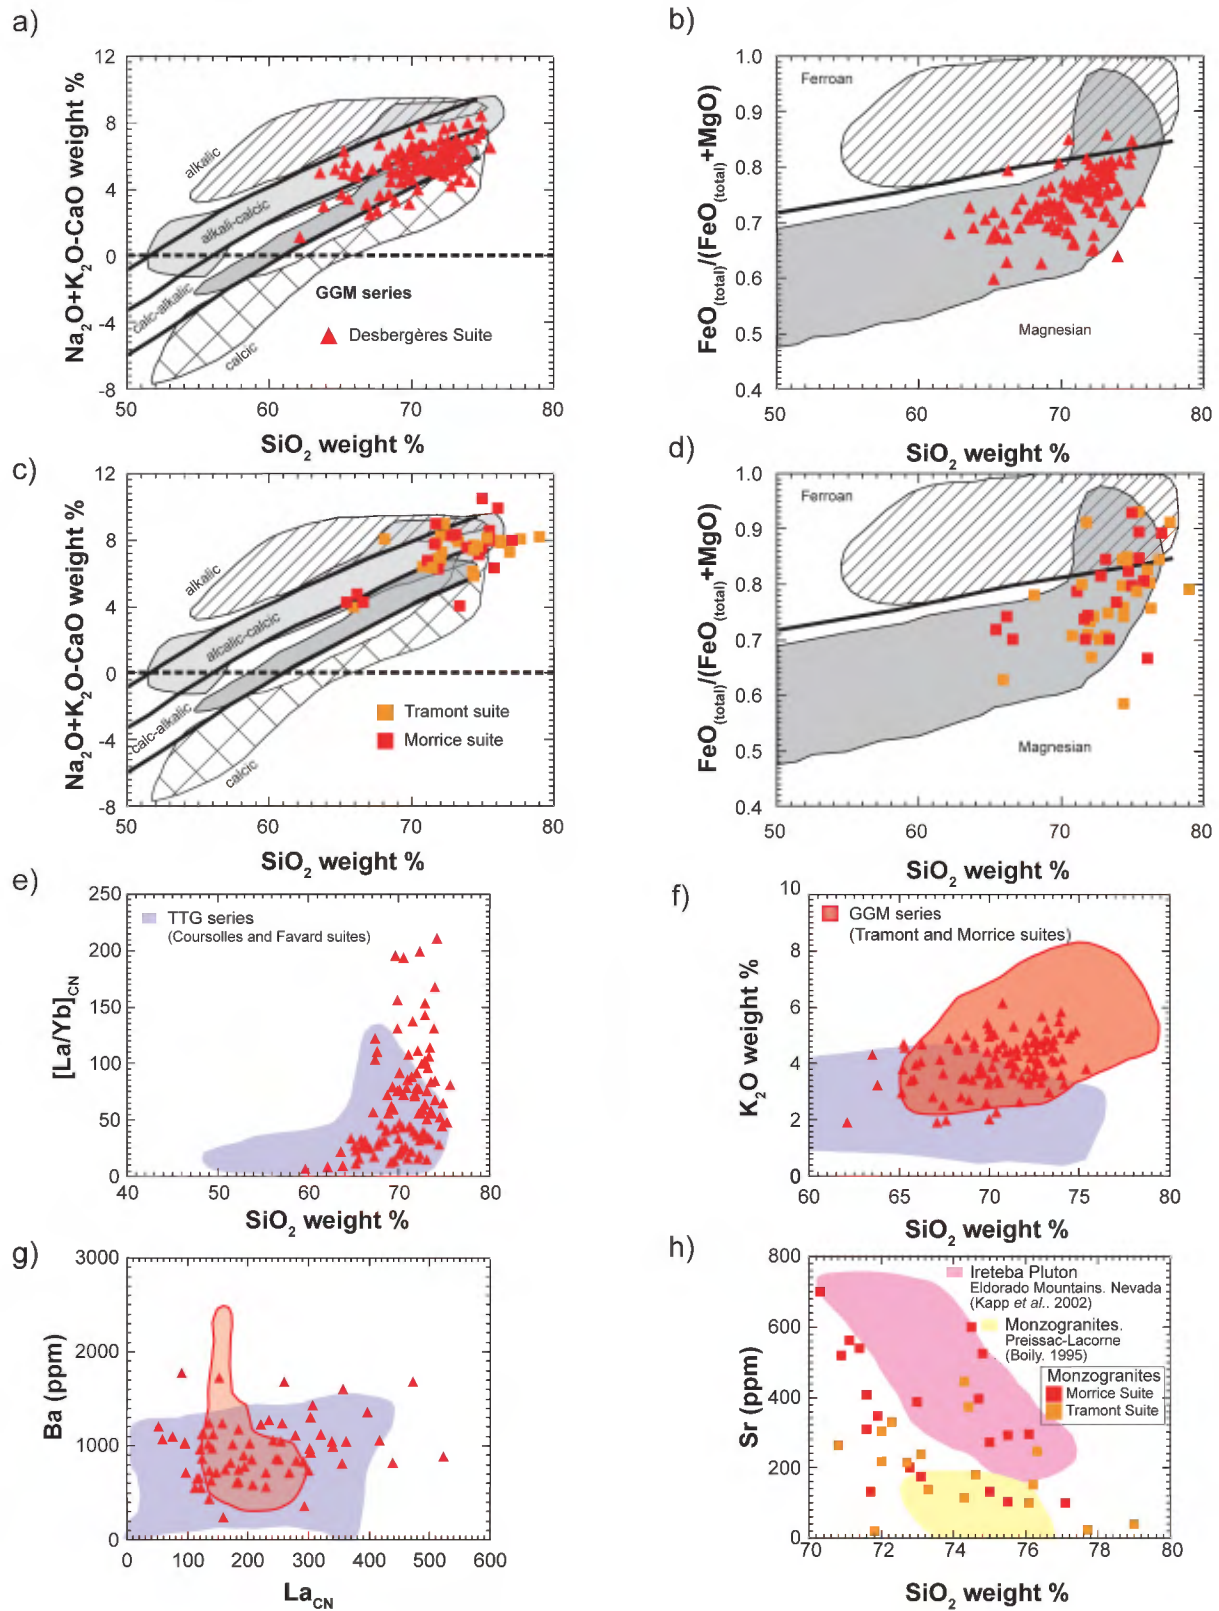 a)
12
8
4
0
-4
-8
Na2O+K2O-CaO weight %
alkalic
alkali-calcic
calc-alkalic
calcic
GGM series
Desbergères Suite
50 60 70 80
SiO2 weight %
b)
1.0
0.9
0.8
0.7
0.6
0.5
0.4
FeO(total)/(FeO(total)+MgO)
Ferroan
Magnesian
50 60 70 80
SiO2 weight %
c)
12
8
4
0
-4
-8
Na2O+K2O-CaO weight %
alkalic
alcalic-calcic
calc-alkalic
calcic
Tramont suite
Morrice suite
50 60 70 80
SiO2 weight %
d)
1.0
0.9
0.8
0.7
0.6
0.5
0.4
FeO(total)/(FeO(total)+MgO)
Ferroan
Magnesian
50 60 70 80
SiO2 weight %
e)
250
200
150
100
50
0
[La/Yb]CN
TTG series
(Coursolles and Favard suites)
40 50 60 70 80
SiO2 weight %
f)
10
8
6
4
2
0
K2O weight %
GGM series
(Tramont and Morrice suites)
60 65 70 75 80
SiO2 weight %
g)
3000
2000
1000
0
Ba (ppm)
0 100 200 300 400 500 600
LaCN
h)
800
600
400
200
0
Sr (ppm)
Ireteba Pluton
Eldorado Mountains. Nevada
(Kapp et al.. 2002)
Monzogranites.
Preissac-Lacorne
(Boily. 1995)
Monzogranites
Morrice Suite
Tramont Suite
70 72 74 76 78 80
SiO2 weight %